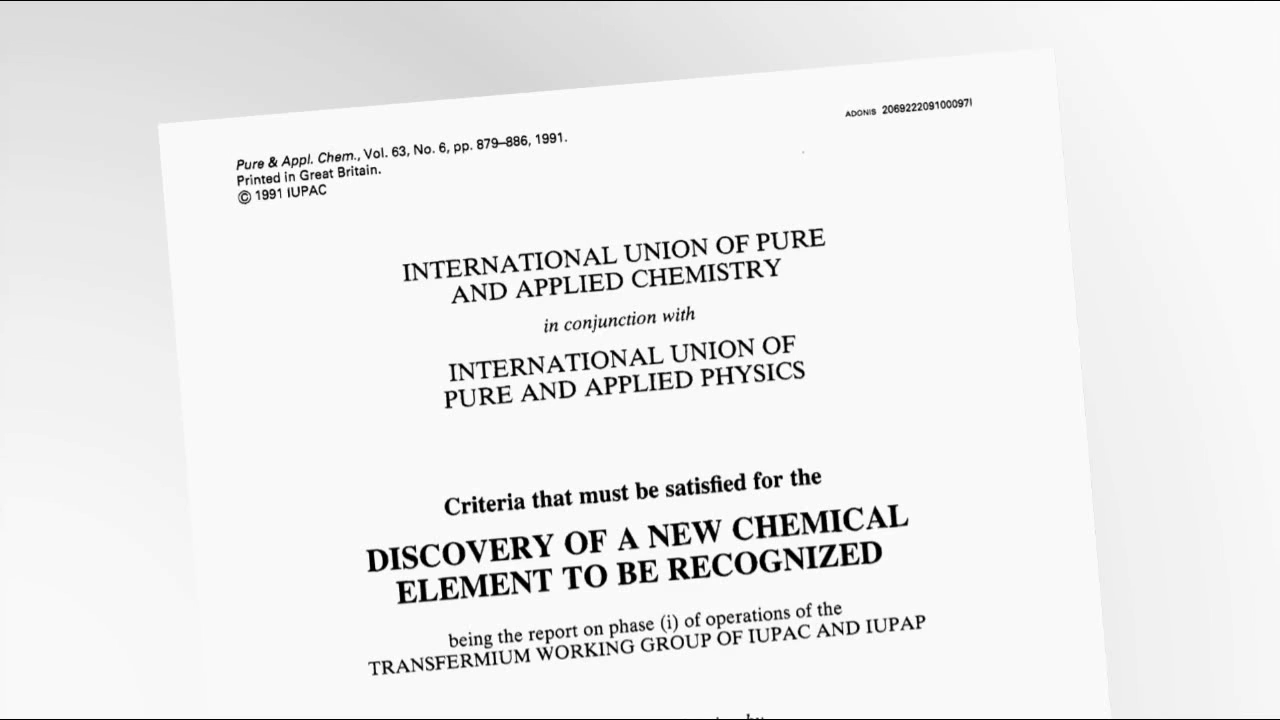 Pure & Appl. Chem., Vol. 63, No. 6, pp. 879–886, 1991.
Printed in Great Britain.
© 1991 IUPAC
ADONIS 206922209100097I
INTERNATIONAL UNION OF PURE
AND APPLIED CHEMISTRY
in conjunction with
INTERNATIONAL UNION OF
PURE AND APPLIED PHYSICS
Criteria that must be satisfied for the
DISCOVERY OF A NEW CHEMICAL
ELEMENT TO BE RECOGNIZED
being the report on phase (i) of operations of the
TRANSFERMIUM WORKING GROUP OF IUPAC AND IUPAP